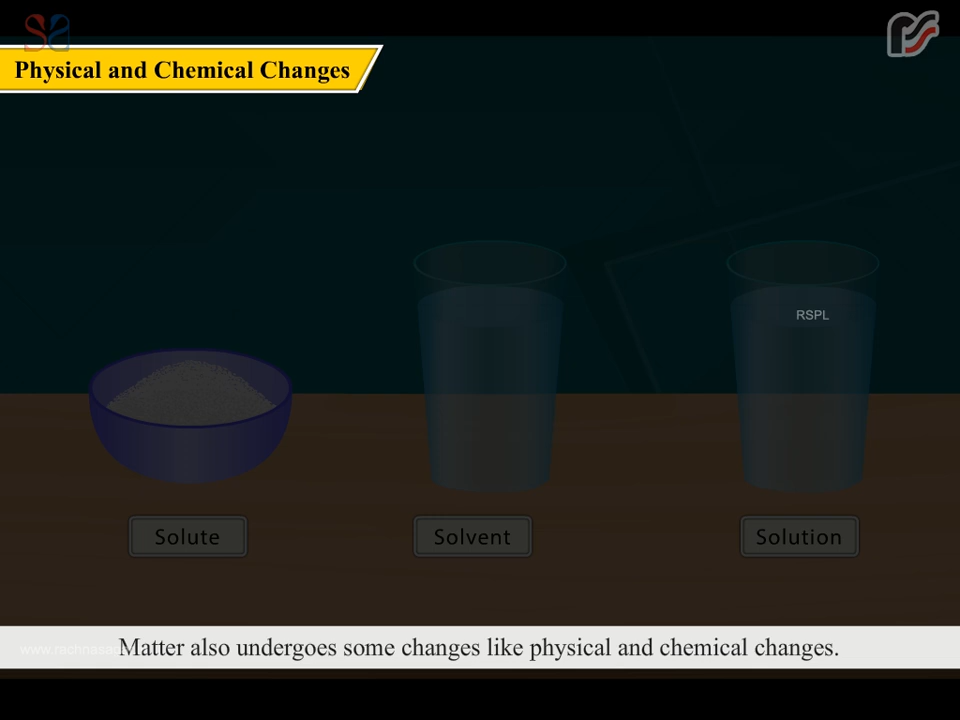 Physical and Chemical Changes
RSPL
Solute
Solvent
Solution
Matter also undergoes some changes like physical and chemical changes.